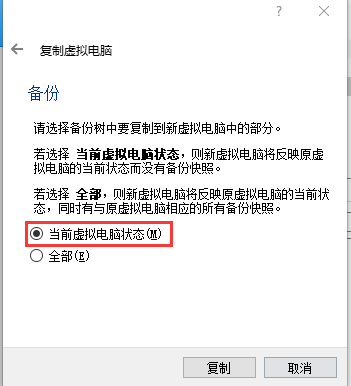 ?
复制虚拟电脑
备份
请选择备份树中要复制到新虚拟电脑中的部分。
若选择 当前虚拟电脑状态，则新虚拟电脑将反映原虚
拟电脑的当前状态而没有备份快照。
若选择 全部，则新虚拟电脑将反映原虚拟电脑的当前状
态，同时有与原虚拟电脑相应的所有备份快照。
当前虚拟电脑状态(M)
全部(E)
复制 取消